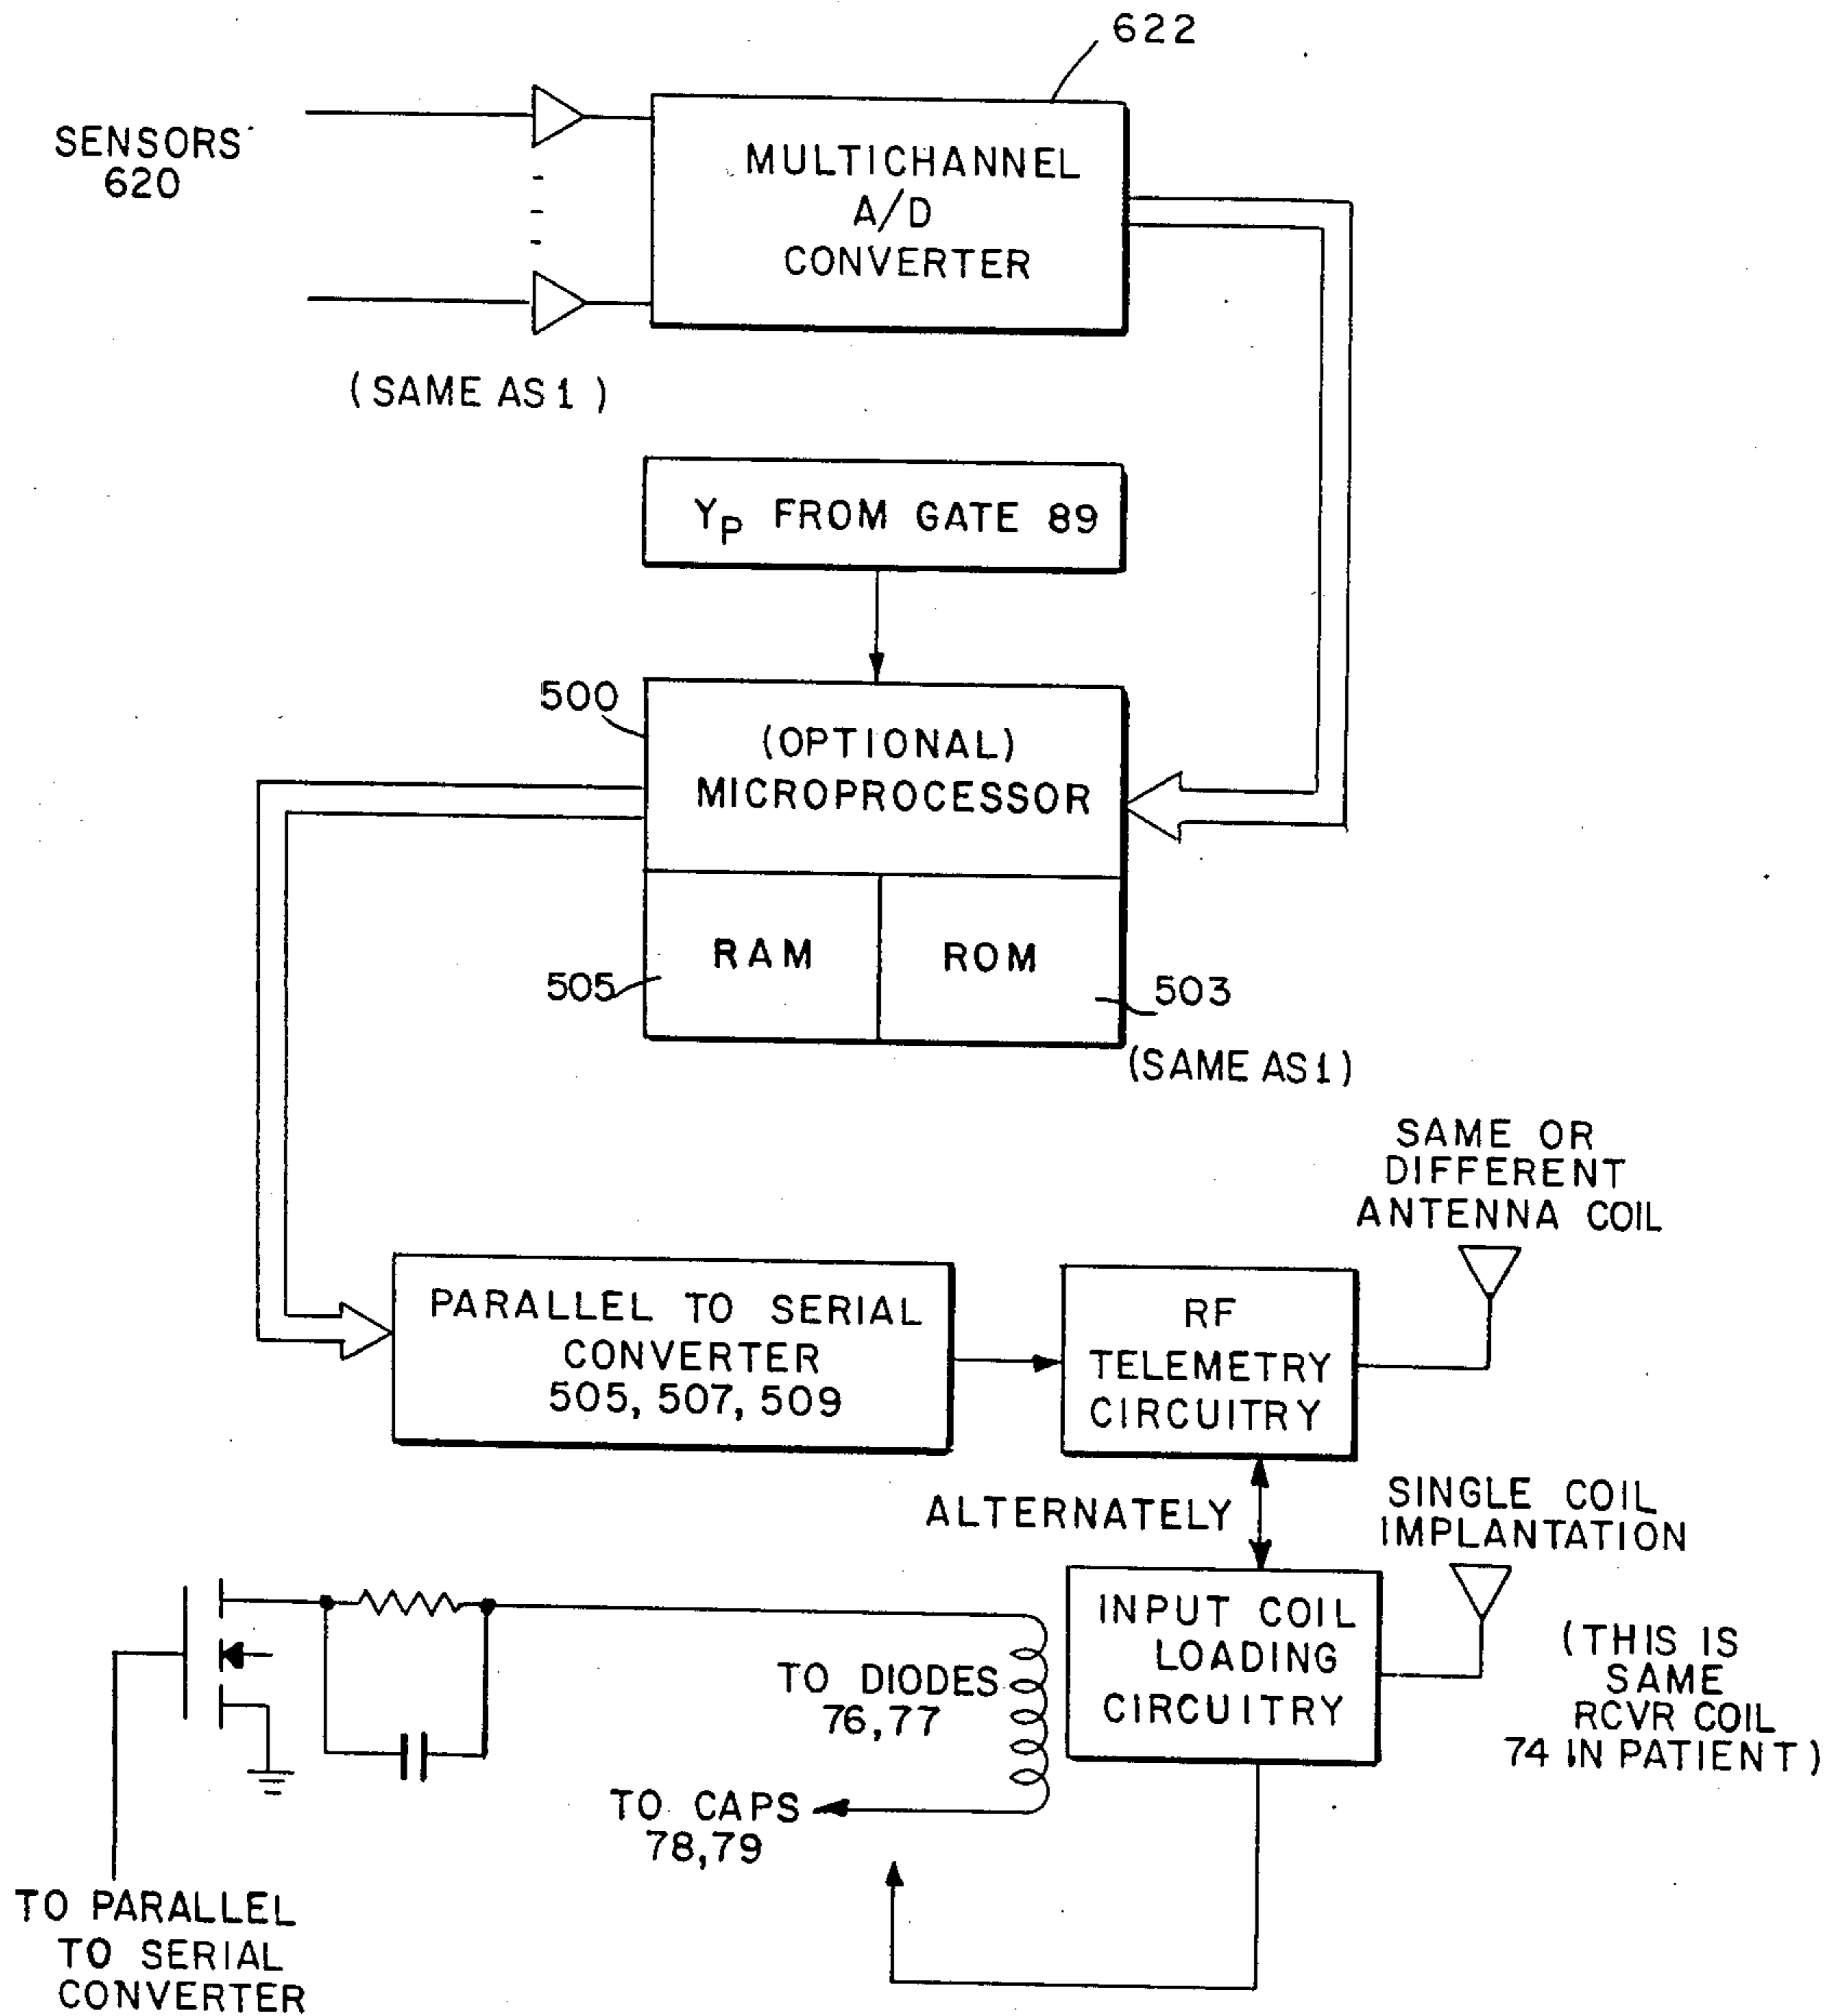 622
SENSORS
620
MULTICHANNEL
A/D
CONVERTER
(SAME AS 1)
YP FROM GATE 89
500
(OPTIONAL)
MICROPROCESSOR
RAM
ROM
505
503
(SAME AS 1)
SAME OR
DIFFERENT
ANTENNA COIL
PARALLEL TO SERIAL
CONVERTER
505, 507, 509
RF
TELEMETRY
CIRCUITRY
ALTERNATELY
SINGLE COIL
IMPLANTATION
INPUT COIL
LOADING
CIRCUITRY
(THIS IS
SAME
RCVR COIL
74 IN PATIENT)
TO DIODES
76,77
TO CAPS
78,79
TO PARALLEL
TO SERIAL
CONVERTER